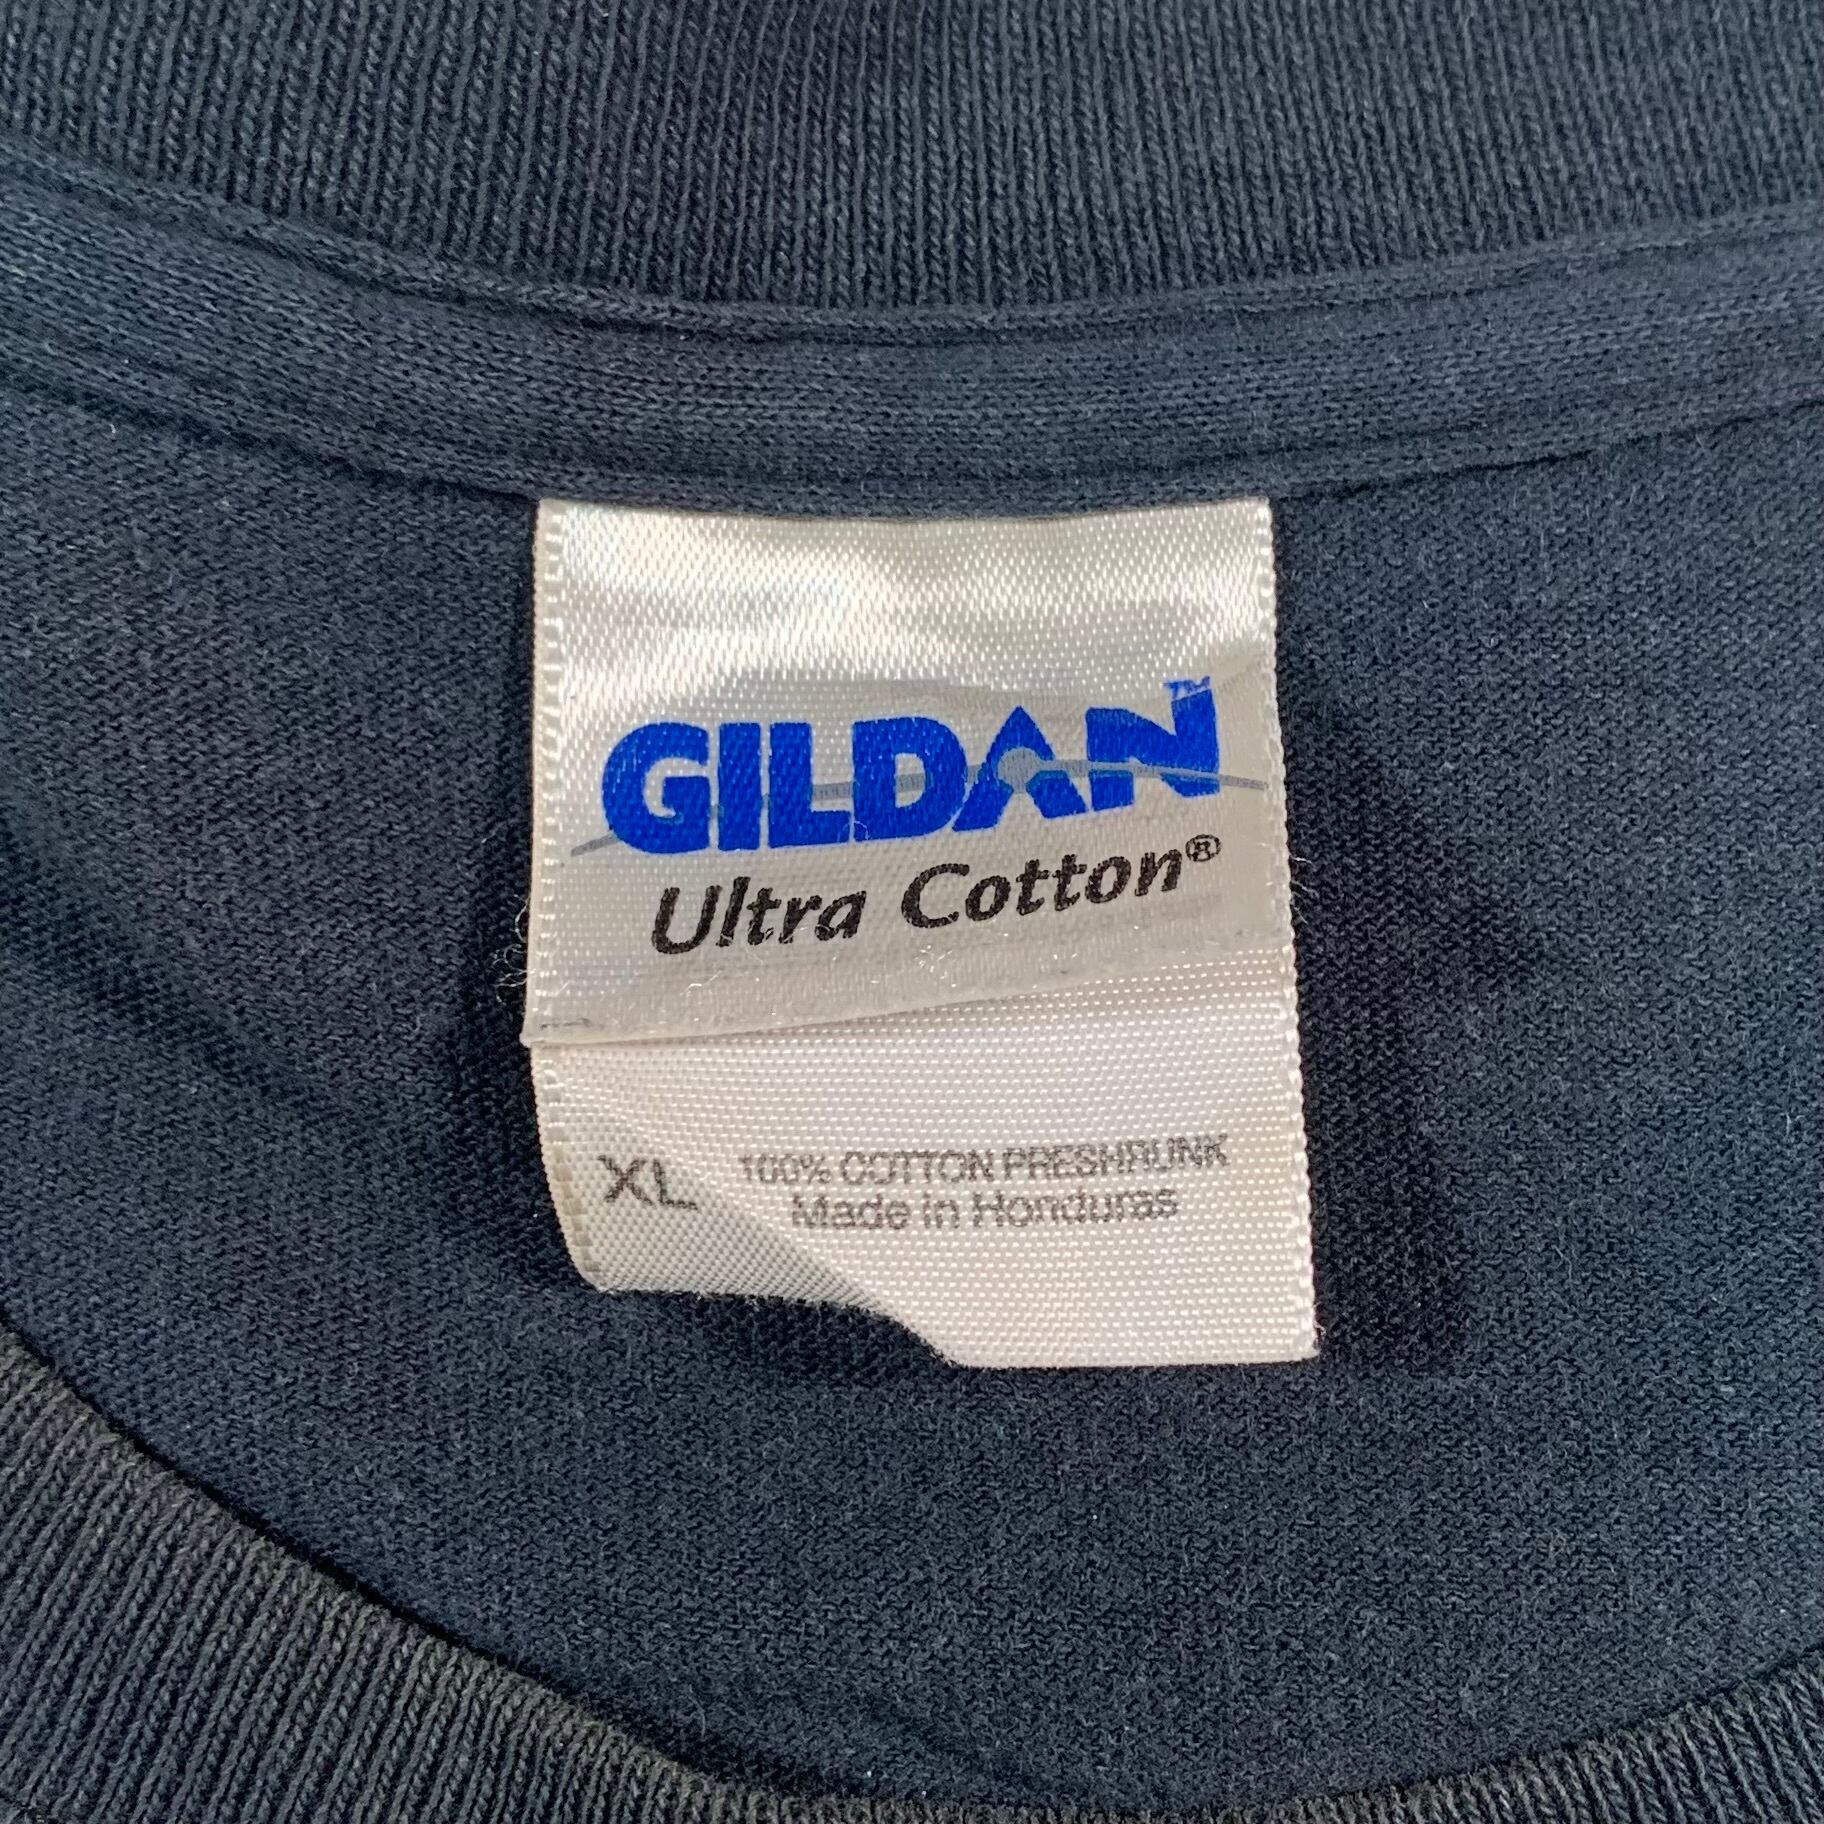 GILDAN™
Ultra Cotton®
XL 100% COTTON PRESHRUNK
Made in Honduras